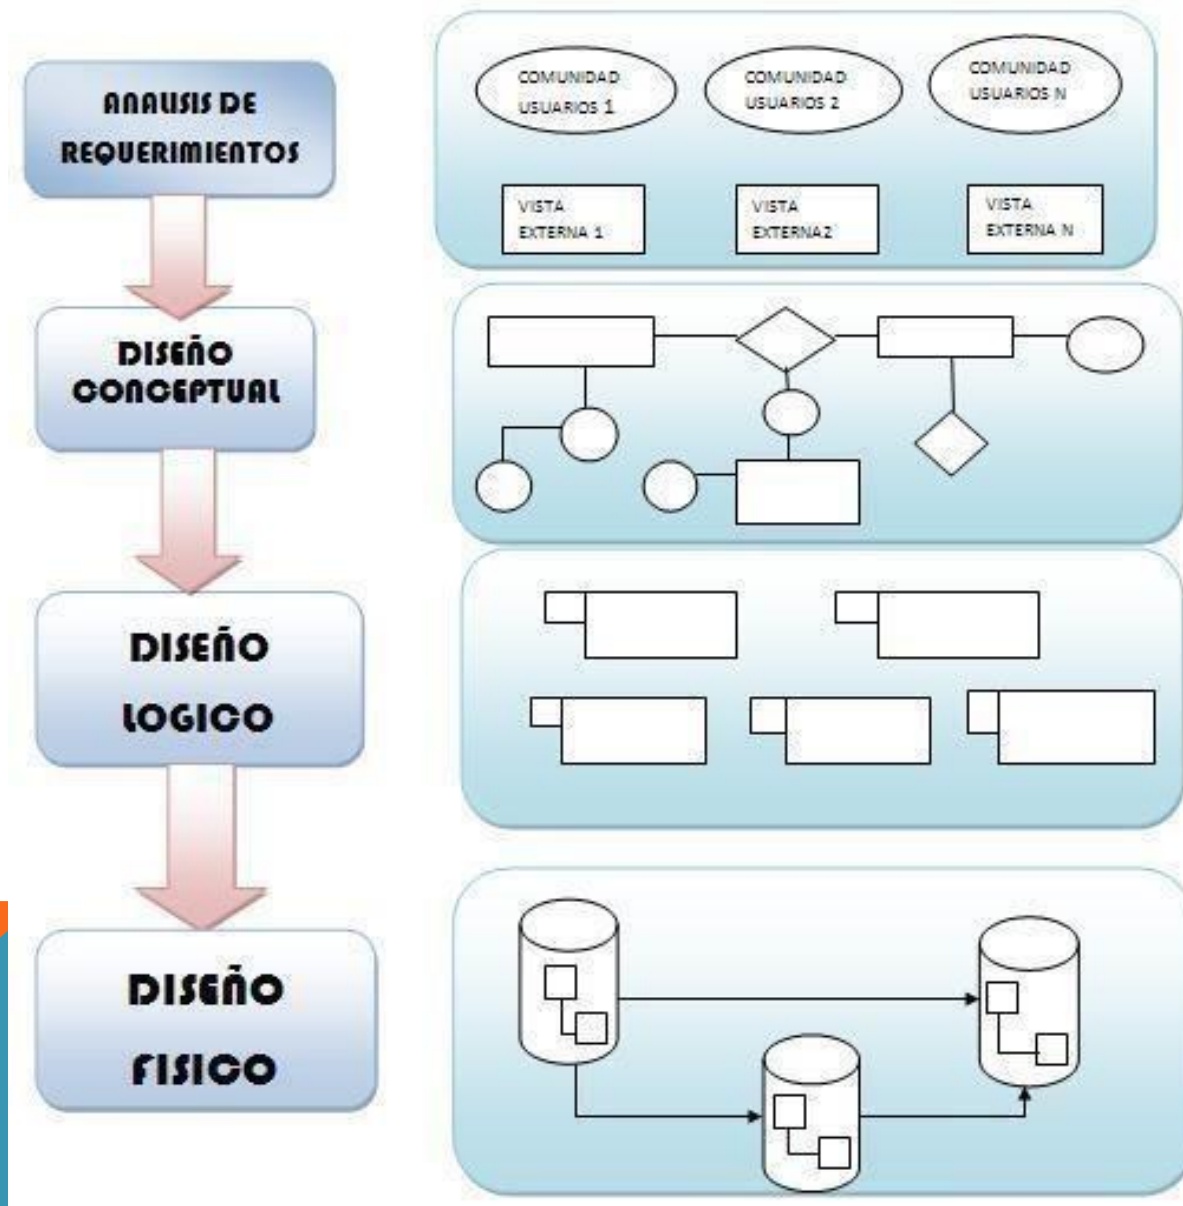 ANALISIS DE
REQUERIMIENTOS
COMUNIDAD
USUARIOS 1
COMUNIDAD
USUARIOS 2
COMUNIDAD
USUARIOS N
VISTA
EXTERNA 1
VISTA
EXTERNA2
VISTA
EXTERNA N
DISEÑO
CONCEPTUAL
DISEÑO
LOGICO
DISEÑO
FISICO